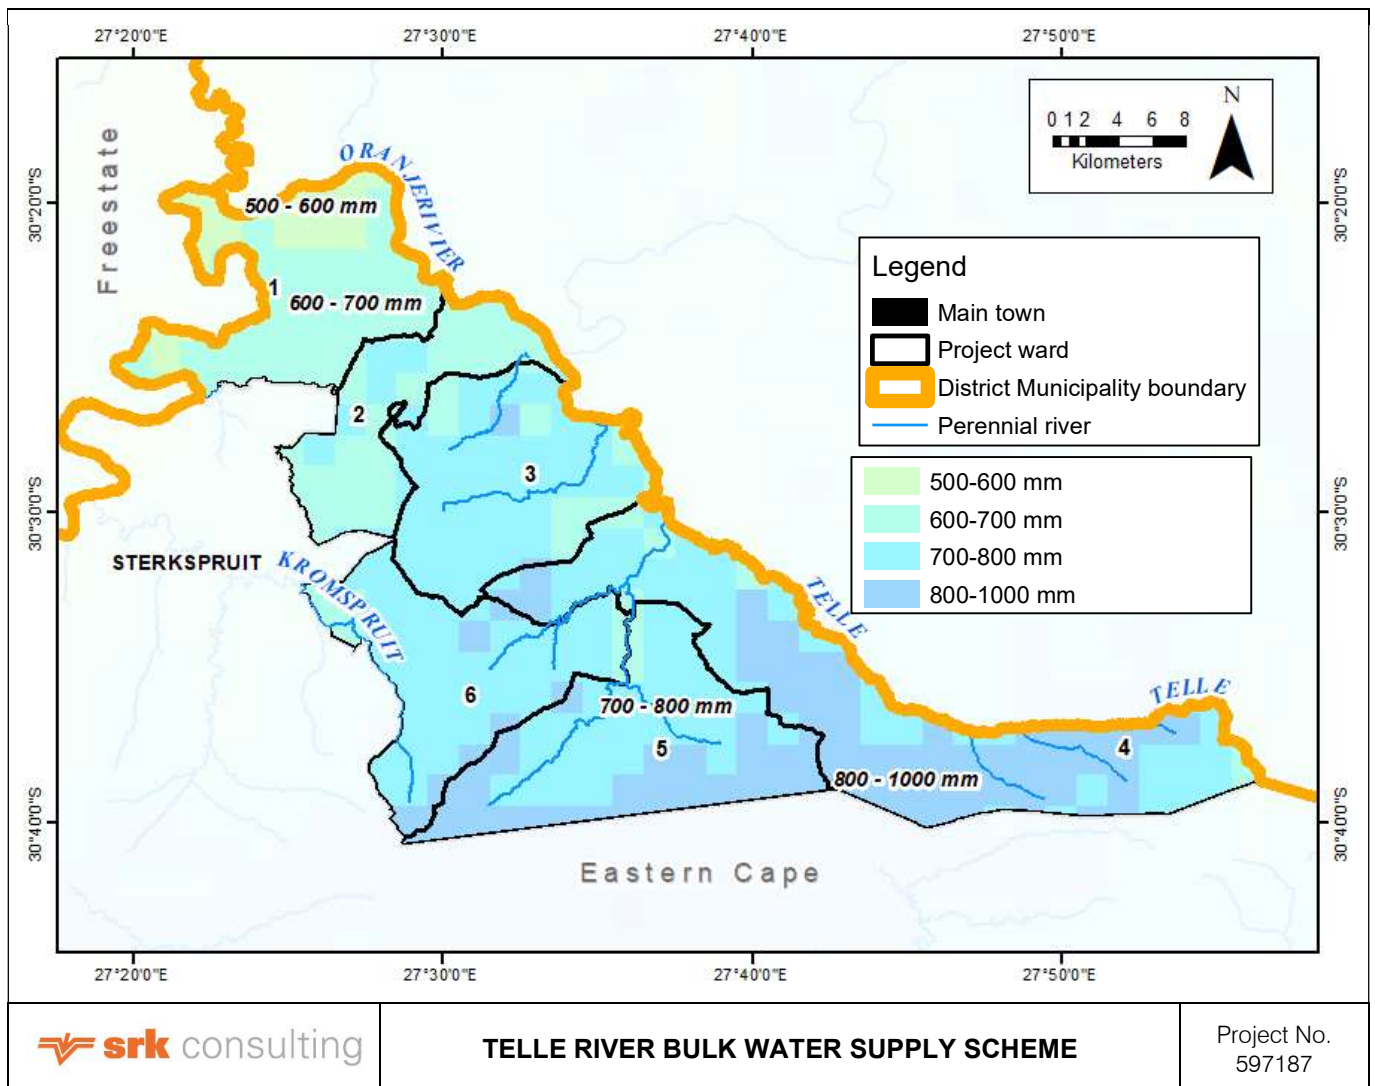 27°20'0"E 27°30'0"E 27°40'0"E 27°50'0"E
N
0 1 2 4 6 8
Kilometers
30°20'0"S
30°20'0"S
Freestate
ORANJERIVIER
500 - 600 mm
1
600 - 700 mm
Legend
Main town
Project ward
District Municipality boundary
Perennial river
500-600 mm
600-700 mm
700-800 mm
800-1000 mm
2
3
30°30'0"S
30°30'0"S
STERKSPRUIT
KROMSPRUIT
TELLE
TELLE
6
700 - 800 mm
5
4
800 - 1000 mm
30°40'0"S
30°40'0"S
Eastern Cape
27°20'0"E 27°30'0"E 27°40'0"E 27°50'0"E
srk consulting
TELLE RIVER BULK WATER SUPPLY SCHEME
Project No.
597187